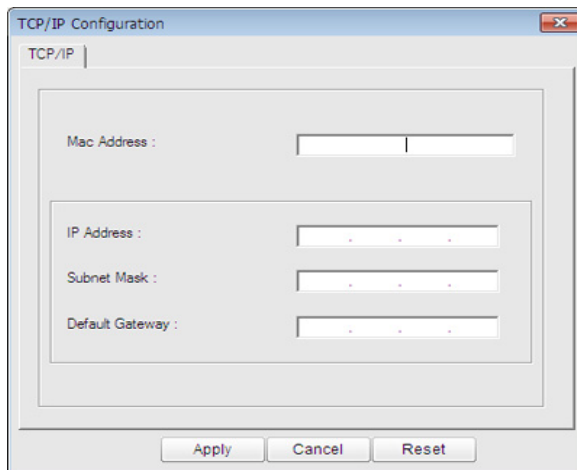 TCP/IP Configuration
TCP/IP
Mac Address :
IP Address :
. . .
Subnet Mask :
. . .
Default Gateway :
. . .
Apply Cancel Reset